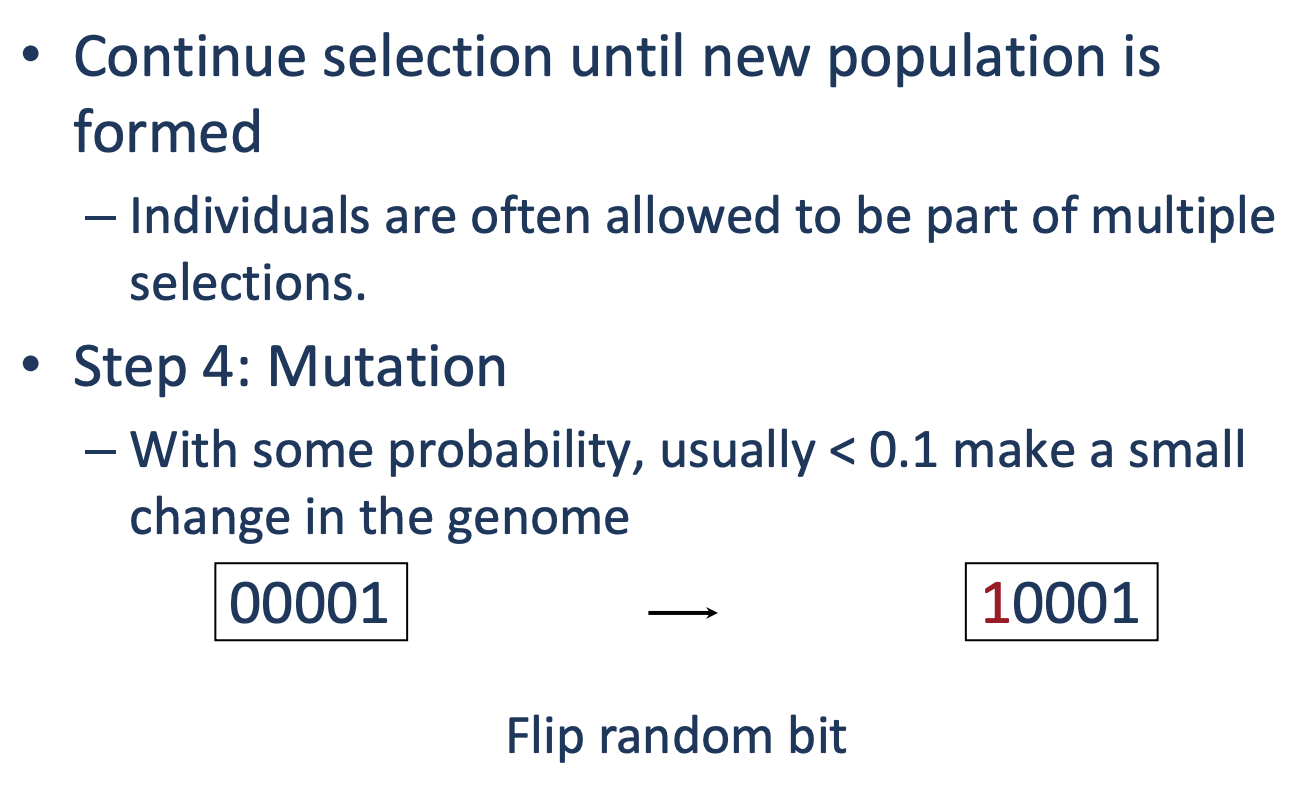 • Continue selection until new population is
formed
– Individuals are often allowed to be part of multiple
selections.
• Step 4: Mutation
– With some probability, usually < 0.1 make a small
change in the genome
00001 → 10001
Flip random bit